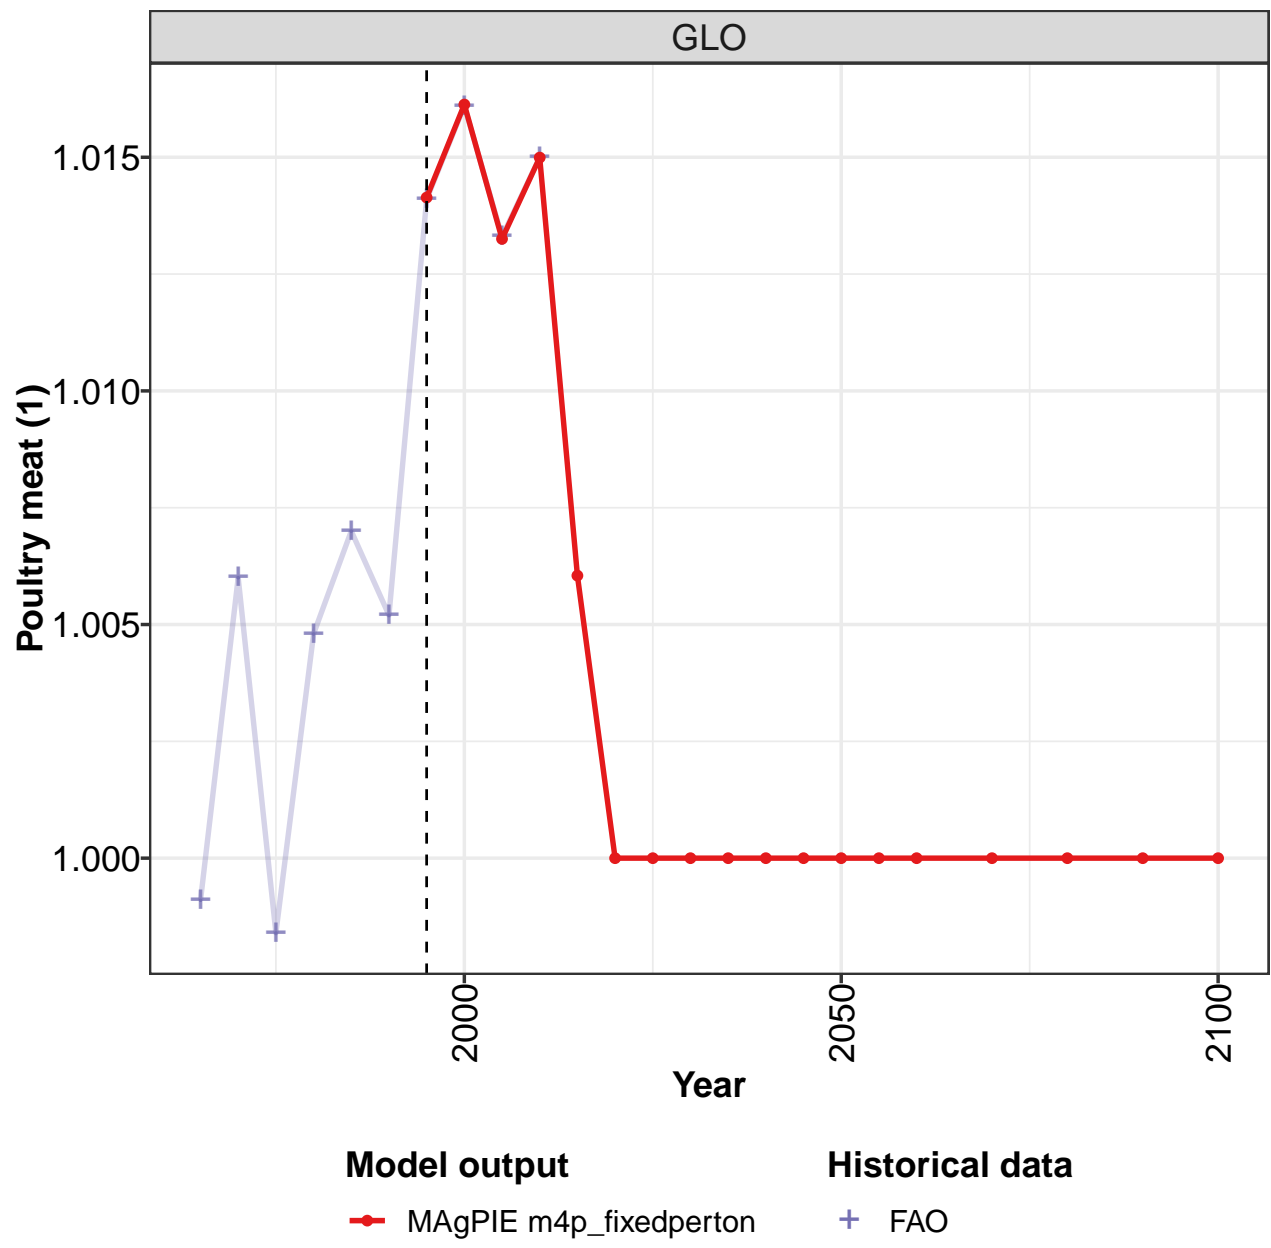 GLO
1.015
1.010
1.005
1.000
Poultry meat (1)
2000
2050
2100
Year
Model output
Historical data
MAgPIE m4p_fixedperton
FAO